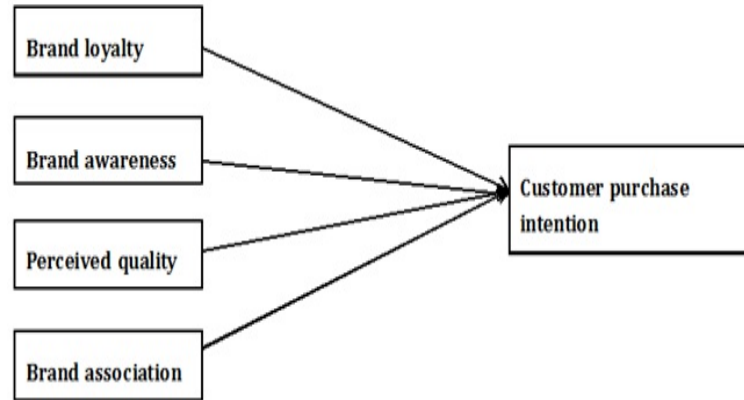 Brand loyalty
Brand awareness
Perceived quality
Brand association
Customer purchase
intention